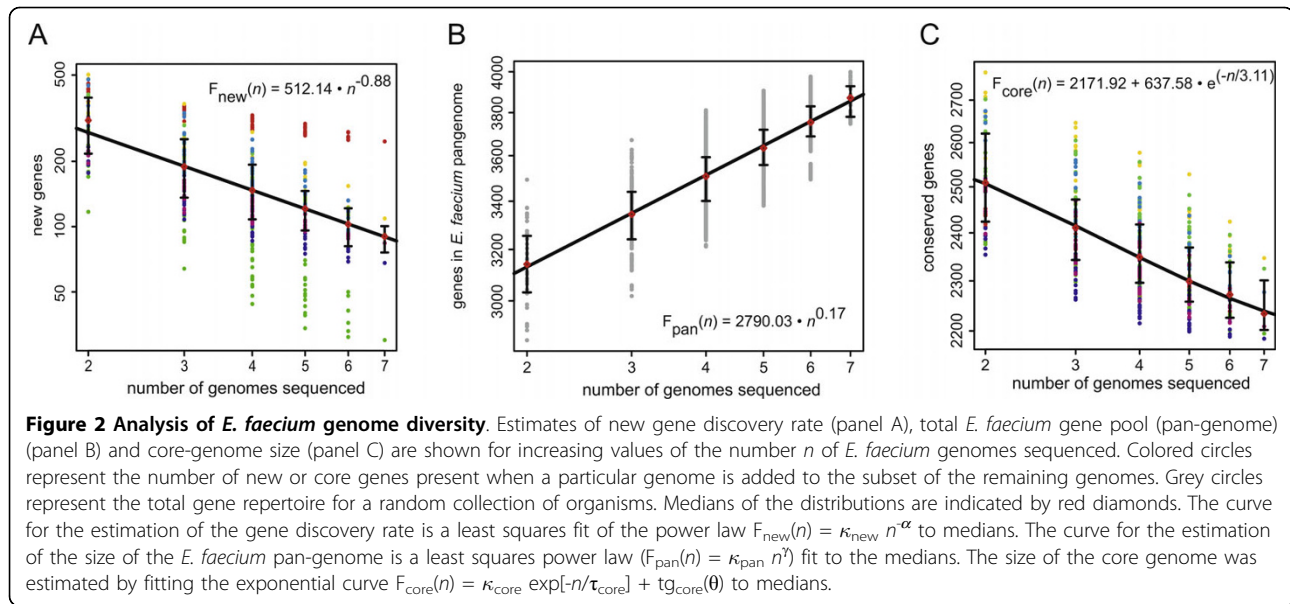 A
B
C
F_new(n) = 512.14 • n^-0.88
F_pan(n) = 2790.03 • n^0.17
F_core(n) = 2171.92 + 637.58 • e^(-n/3.11)
new genes
500
200
100
50
2 3 4 5 6 7
number of genomes sequenced
genes in E. faecium pangenome
4000
3800
3600
3400
3200
3000
2 3 4 5 6 7
number of genomes sequenced
conserved genes
2700
2600
2500
2400
2300
2200
2 3 4 5 6 7
number of genomes sequenced
Figure 2 Analysis of E. faecium genome diversity. Estimates of new gene discovery rate (panel A), total E. faecium gene pool (pan-genome)
(panel B) and core-genome size (panel C) are shown for increasing values of the number n of E. faecium genomes sequenced. Colored circles
represent the number of new or core genes present when a particular genome is added to the subset of the remaining genomes. Grey circles
represent the total gene repertoire for a random collection of organisms. Medians of the distributions are indicated by red diamonds. The curve
for the estimation of the gene discovery rate is a least squares fit of the power law F_new(n) = κ_new n^-α to medians. The curve for the estimation
of the size of the E. faecium pan-genome is a least squares power law (F_pan(n) = κ_pan n^γ) fit to the medians. The size of the core genome was
estimated by fitting the exponential curve F_core(n) = κ_core exp[-n/τ_core] + tg_core(θ) to medians.